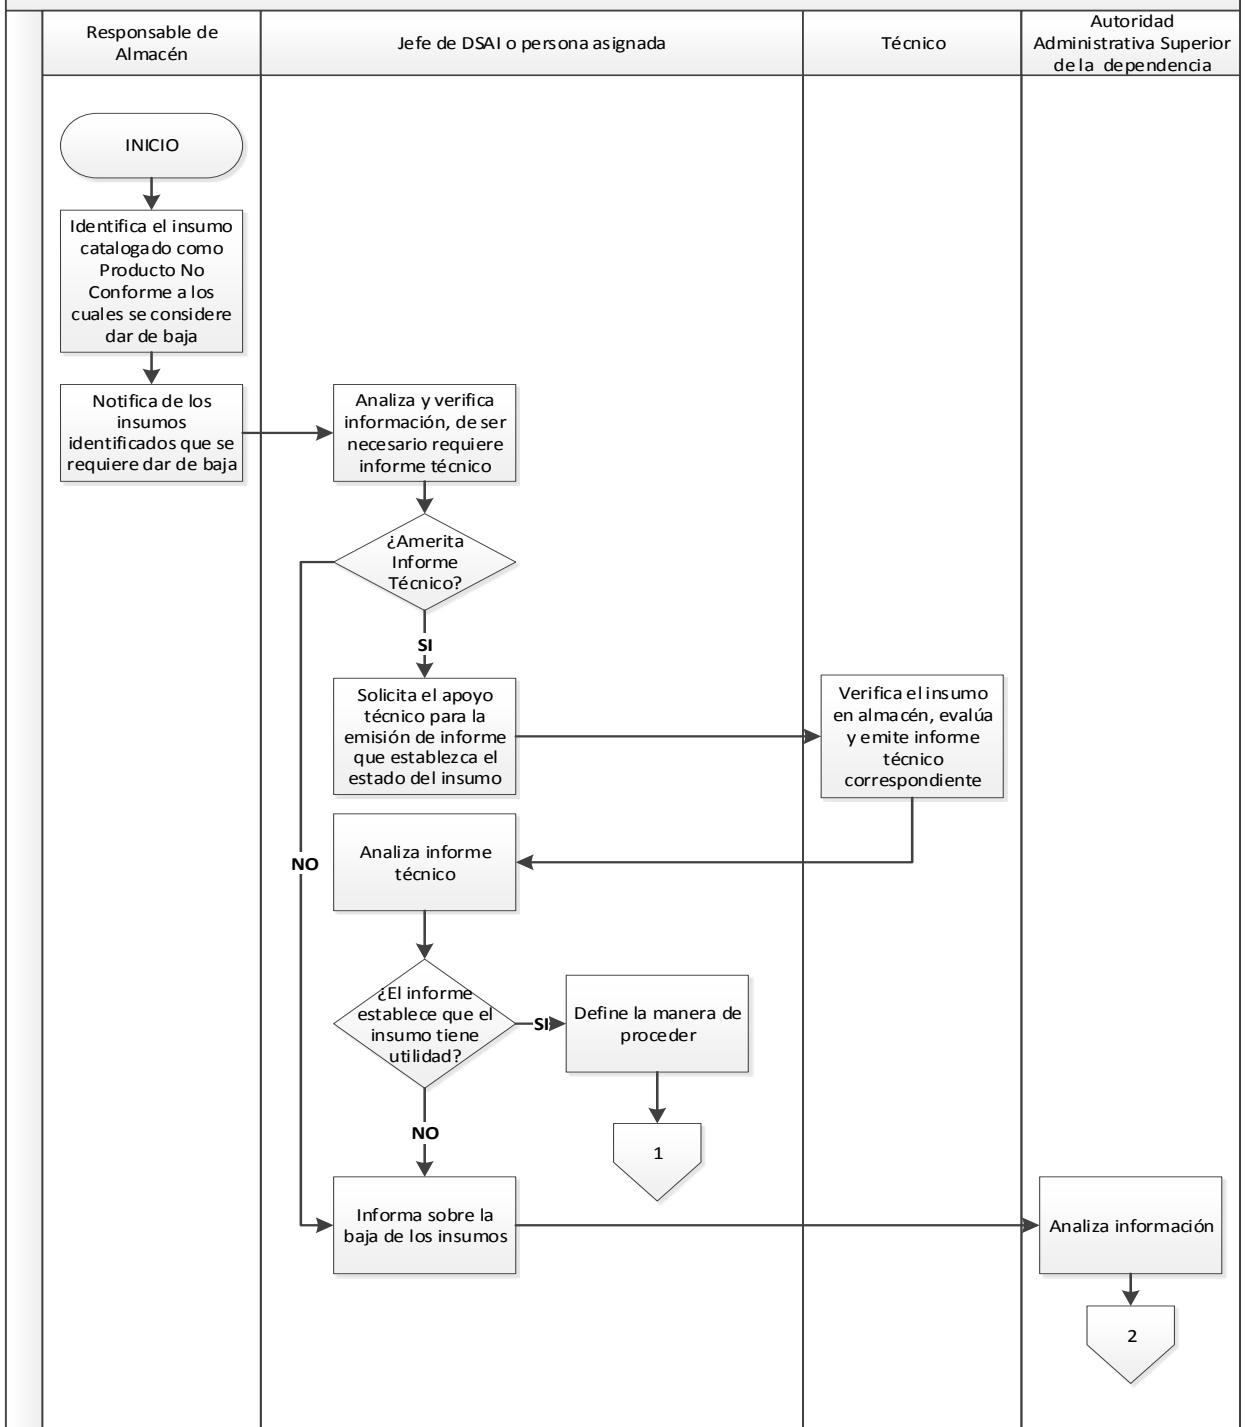 Responsable de
Almacén
Jefe de DSAI o persona asignada
Técnico
Autoridad
Administrativa Superior
de la dependencia
INICIO
Identifica el insumo
catalogado como
Producto No
Conforme a los
cuales se considere
dar de baja
Notifica de los
insumos
identificados que se
requiere dar de baja
Analiza y verifica
información, de ser
necesario requiere
informe técnico
¿Amerita
Informe
Técnico?
SI
Solicita el apoyo
técnico para la
emisión de informe
que establezca el
estado del insumo
Verifica el insumo
en almacén, evalúa
y emite informe
técnico
correspondiente
Analiza informe
técnico
NO
¿El informe
establece que el
insumo tiene
utilidad?
SI
Define la manera de
proceder
NO
1
Informa sobre la
baja de los insumos
Analiza información
2